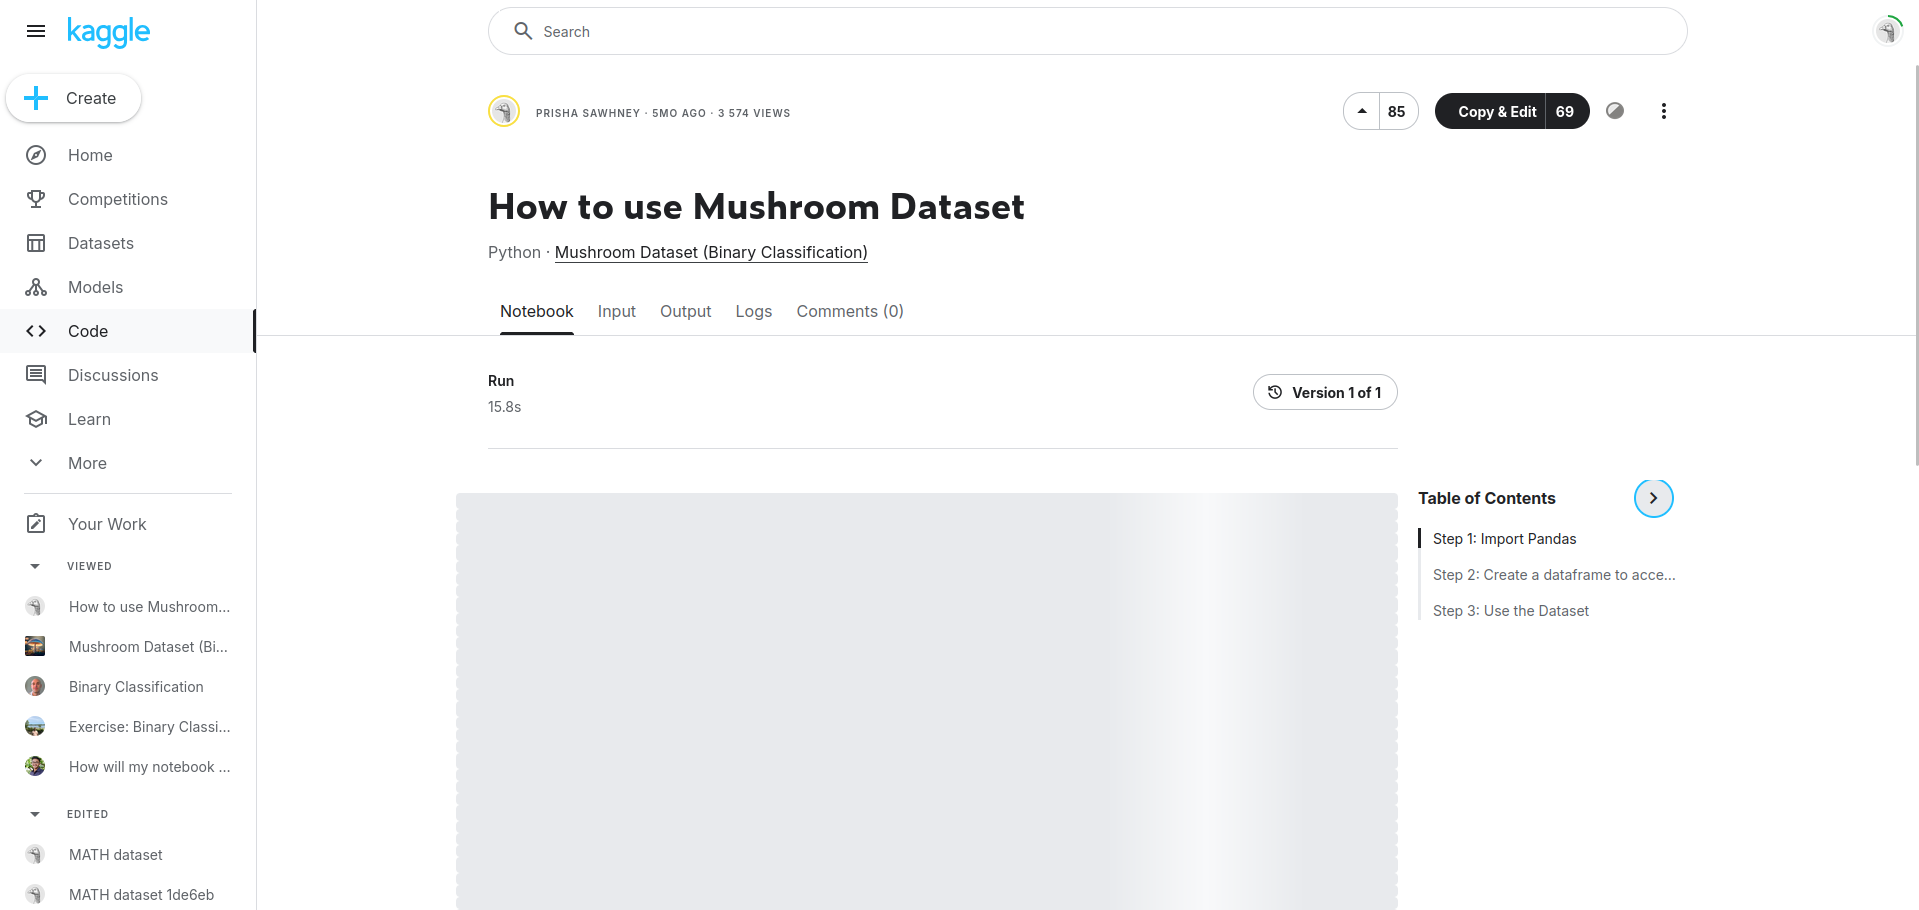 kaggle
Search
Create
Home
Competitions
Datasets
Models
Code
Discussions
Learn
More
Your Work
VIEWED
How to use Mushroom...
Mushroom Dataset (Bi...
Binary Classification
Exercise: Binary Classi...
How will my notebook ...
EDITED
MATH dataset
MATH dataset 1de6eb
PRISHA SAWHNEY · 5MO AGO · 3 574 VIEWS
85
Copy & Edit 69
How to use Mushroom Dataset
Python · Mushroom Dataset (Binary Classification)
Notebook Input Output Logs Comments (0)
Run
15.8s
Version 1 of 1
Table of Contents
Step 1: Import Pandas
Step 2: Create a dataframe to acce...
Step 3: Use the Dataset